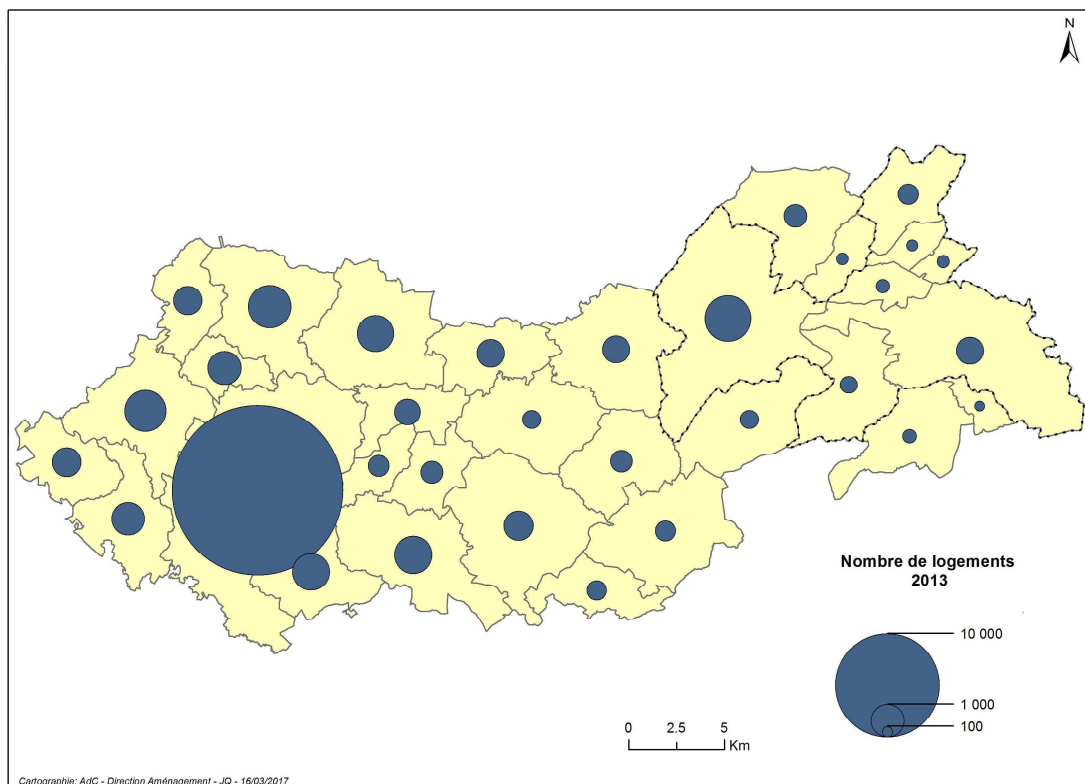 N
Nombre de logements
2013
10 000
1 000
100
0 2.5 5
Km
Cartographie: AdC - Direction Aménagement - JQ - 16/03/2017